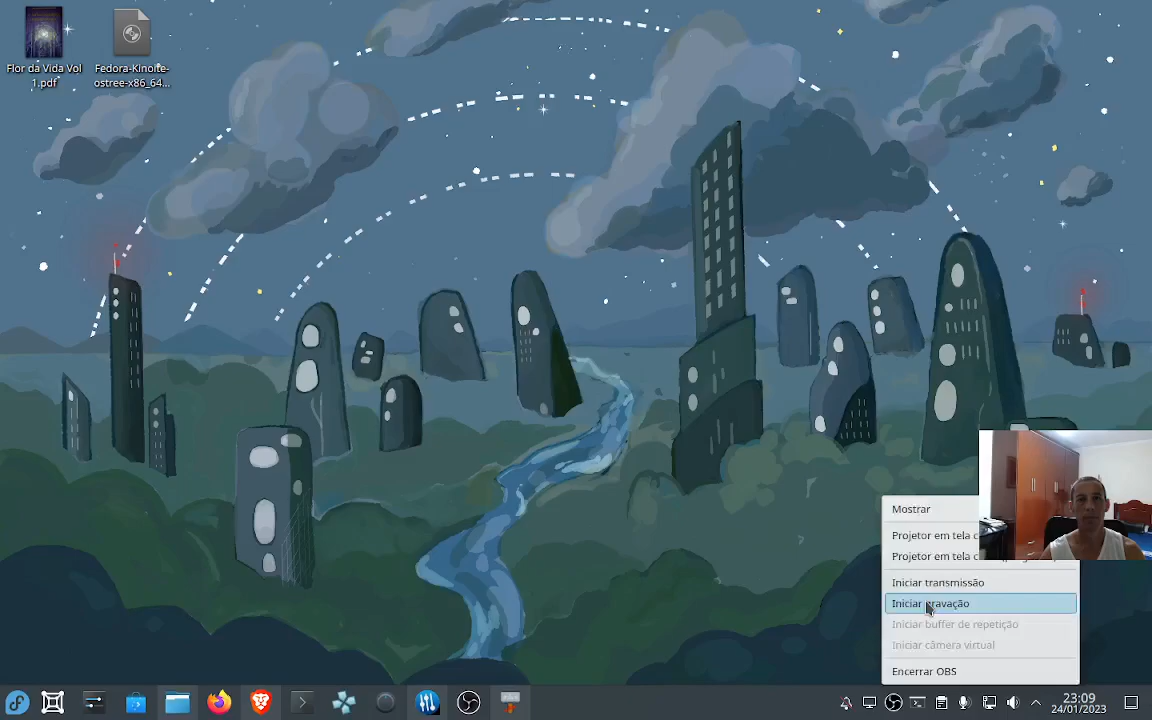 Flor da Vida Vol
1.pdf
Fedora-Kinoite-
ostree-x86_64...
Mostrar
Projetor em tela c
Projetor em tela c
Iniciar transmissão
Iniciar gravação
Iniciar buffer de repetição
Iniciar câmera virtual
Encerrar OBS
23:09
24/01/2023